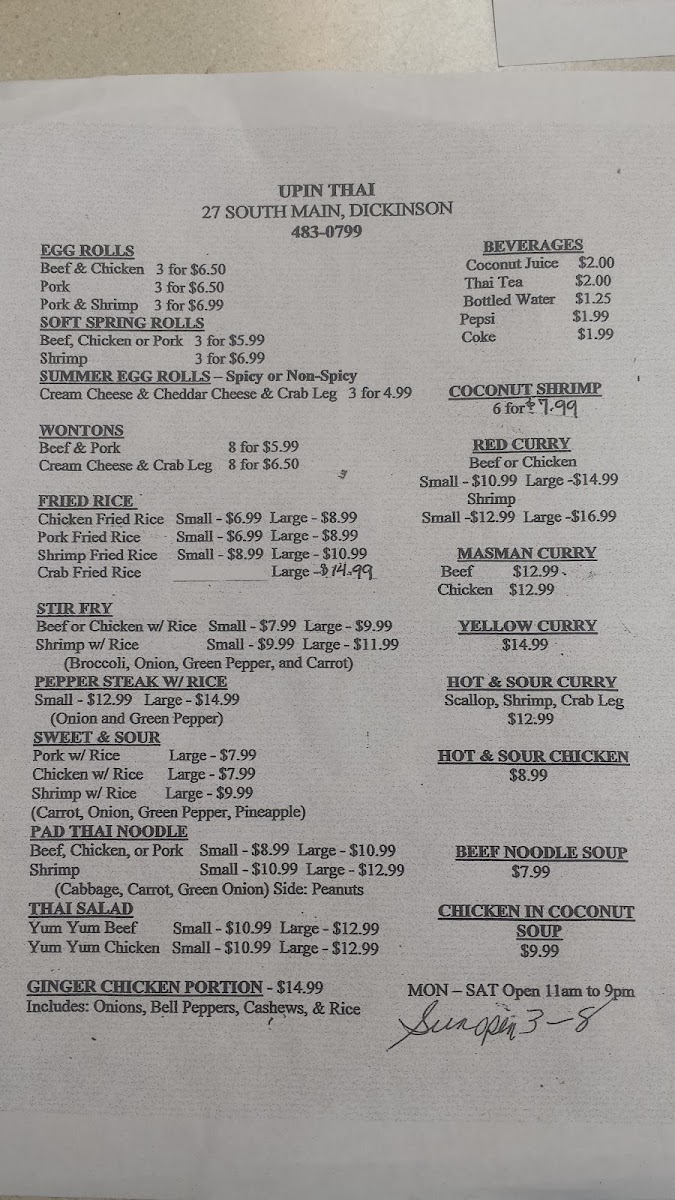 UPIN THAI
27 SOUTH MAIN, DICKINSON
483-0799
EGG ROLLS
Beef & Chicken 3 for $6.50
Pork 3 for $6.50
Pork & Shrimp 3 for $6.99
SOFT SPRING ROLLS
Beef, Chicken or Pork 3 for $5.99
Shrimp 3 for $6.99
SUMMER EGG ROLLS – Spicy or Non-Spicy
Cream Cheese & Cheddar Cheese & Crab Leg 3 for 4.99
WONTONS
Beef & Pork 8 for $5.99
Cream Cheese & Crab Leg 8 for $6.50
FRIED RICE
Chicken Fried Rice Small - $6.99 Large - $8.99
Pork Fried Rice Small - $6.99 Large - $8.99
Shrimp Fried Rice Small - $8.99 Large - $10.99
Crab Fried Rice Large - $14.99
STIR FRY
Beef or Chicken w/ Rice Small - $7.99 Large - $9.99
Shrimp w/ Rice Small - $9.99 Large - $11.99
(Broccoli, Onion, Green Pepper, and Carrot)
PEPPER STEAK W/ RICE
Small - $12.99 Large - $14.99
(Onion and Green Pepper)
SWEET & SOUR
Pork w/ Rice Large - $7.99
Chicken w/ Rice Large - $7.99
Shrimp w/ Rice Large - $9.99
(Carrot, Onion, Green Pepper, Pineapple)
PAD THAI NOODLE
Beef, Chicken, or Pork Small - $8.99 Large - $10.99
Shrimp Small - $10.99 Large - $12.99
(Cabbage, Carrot, Green Onion) Side: Peanuts
THAI SALAD
Yum Yum Beef Small - $10.99 Large - $12.99
Yum Yum Chicken Small - $10.99 Large - $12.99
GINGER CHICKEN PORTION - $14.99
Includes: Onions, Bell Peppers, Cashews, & Rice
BEVERAGES
Coconut Juice $2.00
Thai Tea $2.00
Bottled Water $1.25
Pepsi $1.99
Coke $1.99
COCONUT SHRIMP
6 for $7.99
RED CURRY
Beef or Chicken
Small - $10.99 Large -$14.99
Shrimp
Small -$12.99 Large -$16.99
MASMAN CURRY
Beef $12.99
Chicken $12.99
YELLOW CURRY
$14.99
HOT & SOUR CURRY
Scallop, Shrimp, Crab Leg
$12.99
HOT & SOUR CHICKEN
$8.99
BEEF NOODLE SOUP
$7.99
CHICKEN IN COCONUT
SOUP
$9.99
MON – SAT Open 11am to 9pm
Sun open 3-8